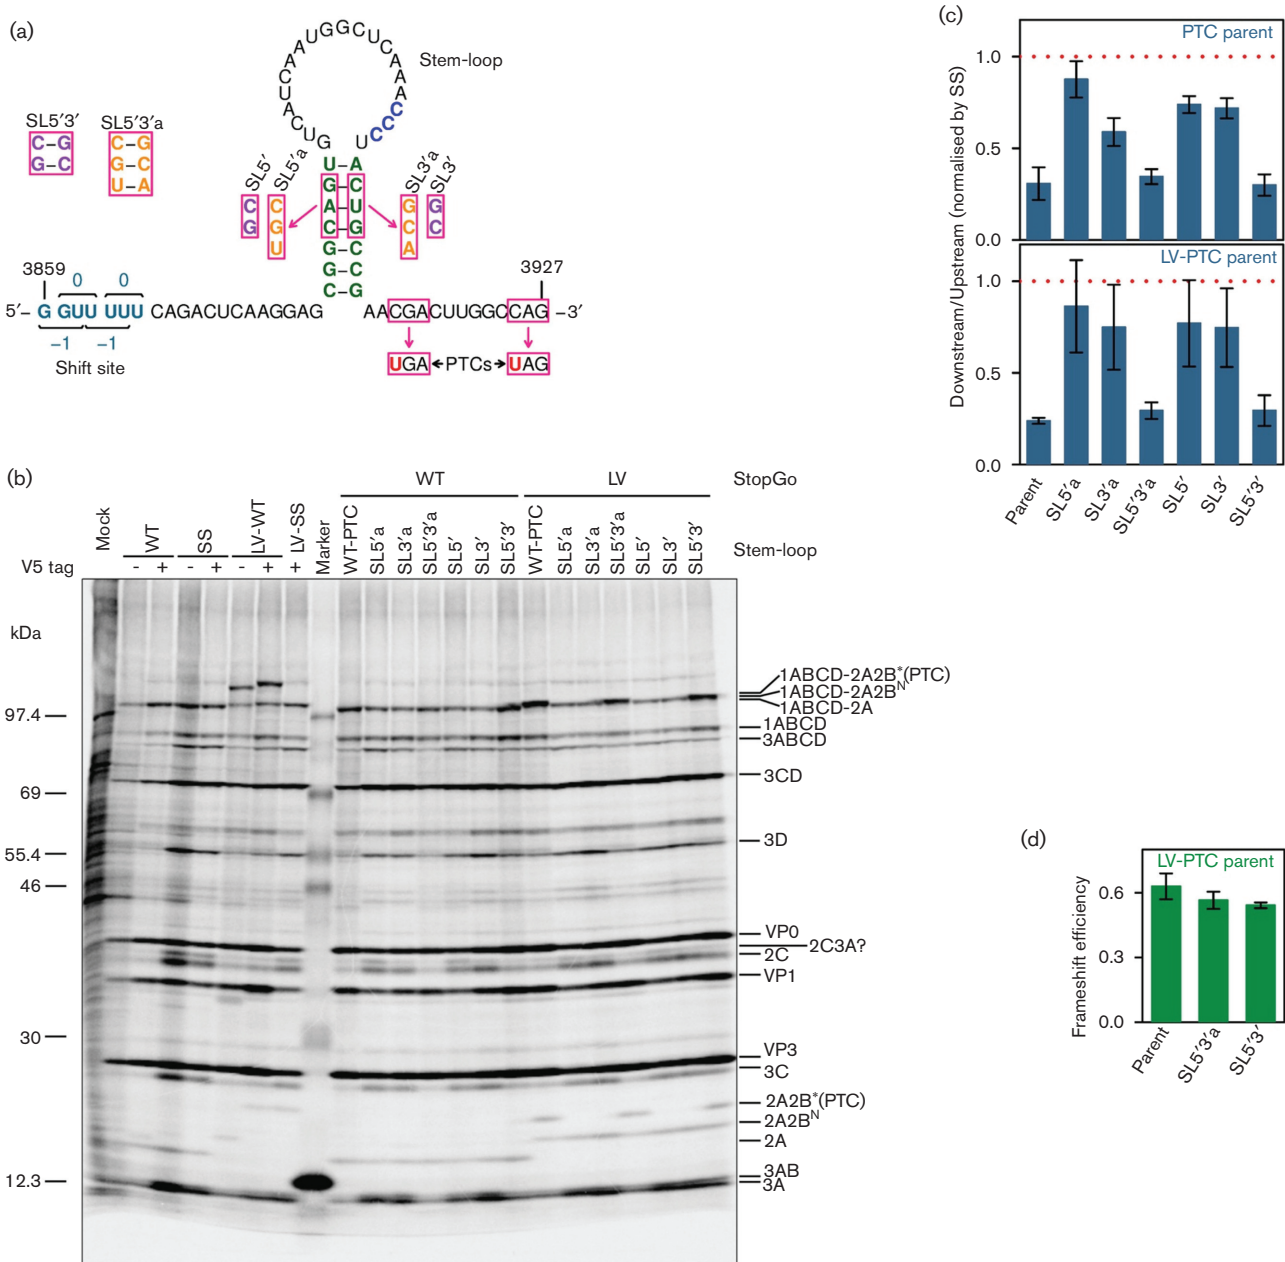 (a)
Stem-loop
GUCAUCACUAACAAUGGCUCAAACCCU
SL5′3′
C–G
G–C
SL5′3′a
C–G
G–C
U–A
SL5′
C
G
SL5′a
C
G
U
U–A
G–C
A–U
C–G
G–C
G–C
C–G
SL3′a
G
C
A
SL3′
G
C
3859
0
0
3927
5′– G GUU UUU CAGACUCAAGGAG AACGACUUGGCCAG –3′
–1
–1
Shift site
UGA
PTCs
UAG
(b)
WT
LV
StopGo
Mock
WT
SS
LV-WT
LV-SS
Marker
WT-PTC
SL5′a
SL3′a
SL5′3′a
SL5′
SL3′
SL5′3′
WT-PTC
SL5′a
SL3′a
SL5′3′a
SL5′
SL3′
SL5′3′
Stem-loop
V5 tag - + - + - + +
kDa
97.4
69
55.4
46
30
12.3
1ABCD-2A2B*(PTC)
1ABCD-2A2BN
1ABCD-2A
1ABCD
3ABCD
3CD
3D
VP0
2C3A?
2C
VP1
VP3
3C
2A2B*(PTC)
2A2BN
2A
3AB
3A
(c)
Downstream/Upstream (normalised by SS)
PTC parent
1.0
0.5
0.0
LV-PTC parent
1.0
0.5
0.0
Parent
SL5′a
SL3′a
SL5′3′a
SL5′
SL3′
SL5′3′
(d)
Frameshift efficiency
LV-PTC parent
0.6
0.3
0.0
Parent
SL5′3′a
SL5′3′